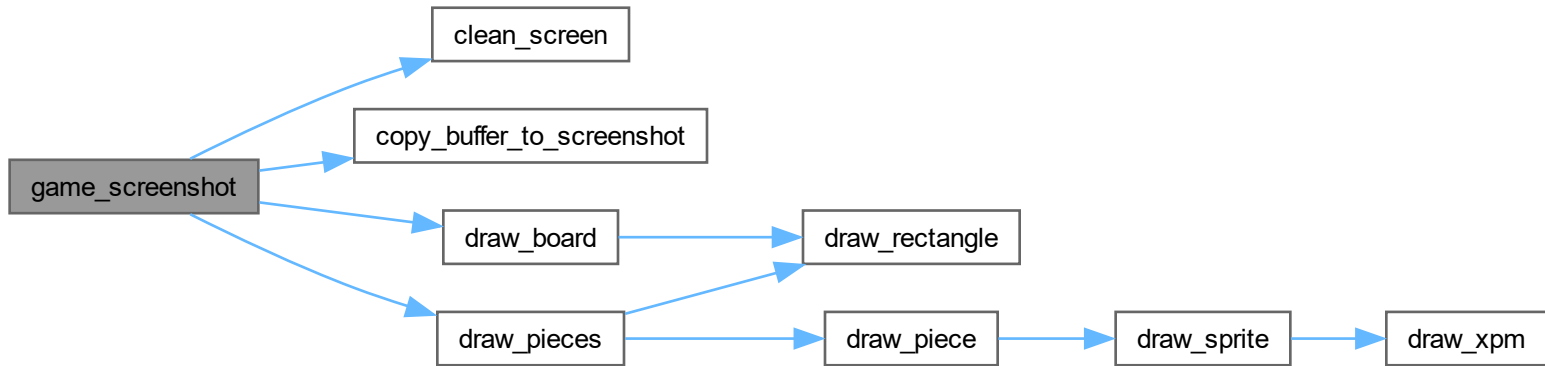 clean_screen
copy_buffer_to_screenshot
game_screenshot
draw_board
draw_rectangle
draw_pieces
draw_piece
draw_sprite
draw_xpm